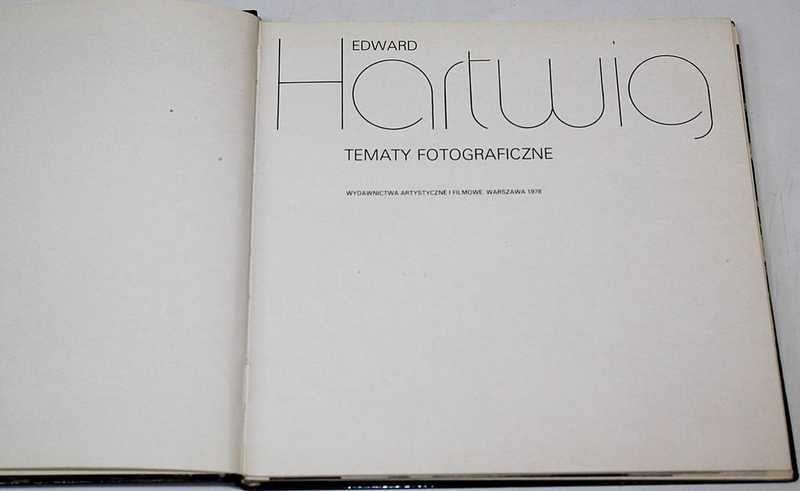 EDWARD
Hartwig
TEMATY FOTOGRAFICZNE
WYDAWNICTWA ARTYSTYCZNE I FILMOWE. WARSZAWA 1978